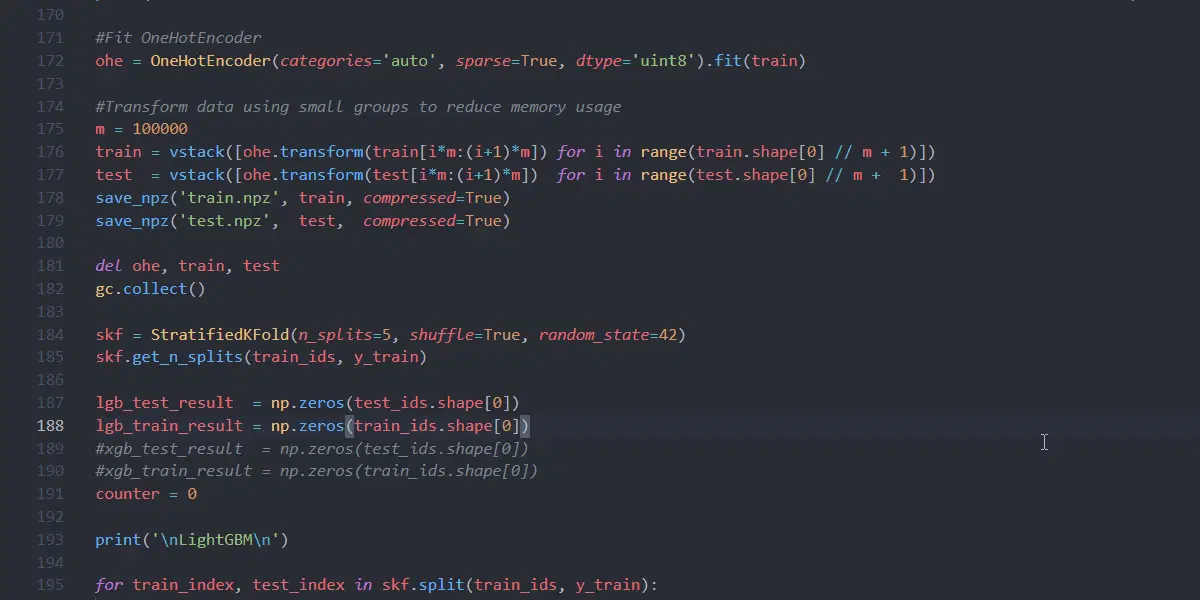 170
171 #Fit OneHotEncoder
172 ohe = OneHotEncoder(categories='auto', sparse=True, dtype='uint8').fit(train)
173
174 #Transform data using small groups to reduce memory usage
175 m = 100000
176 train = vstack([ohe.transform(train[i*m:(i+1)*m]) for i in range(train.shape[0] // m + 1)])
177 test  = vstack([ohe.transform(test[i*m:(i+1)*m])  for i in range(test.shape[0] // m +  1)])
178 save_npz('train.npz', train, compressed=True)
179 save_npz('test.npz',  test,  compressed=True)
180
181 del ohe, train, test
182 gc.collect()
183
184 skf = StratifiedKFold(n_splits=5, shuffle=True, random_state=42)
185 skf.get_n_splits(train_ids, y_train)
186
187 lgb_test_result  = np.zeros(test_ids.shape[0])
188 lgb_train_result = np.zeros(train_ids.shape[0])
189 #xgb_test_result  = np.zeros(test_ids.shape[0])
190 #xgb_train_result = np.zeros(train_ids.shape[0])
191 counter = 0
192
193 print('\nLightGBM\n')
194
195 for train_index, test_index in skf.split(train_ids, y_train):